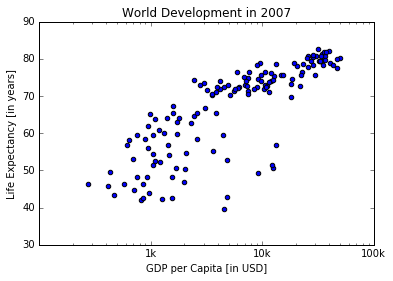 World Development in 2007
Life Expectancy [in years]
90
80
70
60
50
40
30
1k
10k
100k
GDP per Capita [in USD]